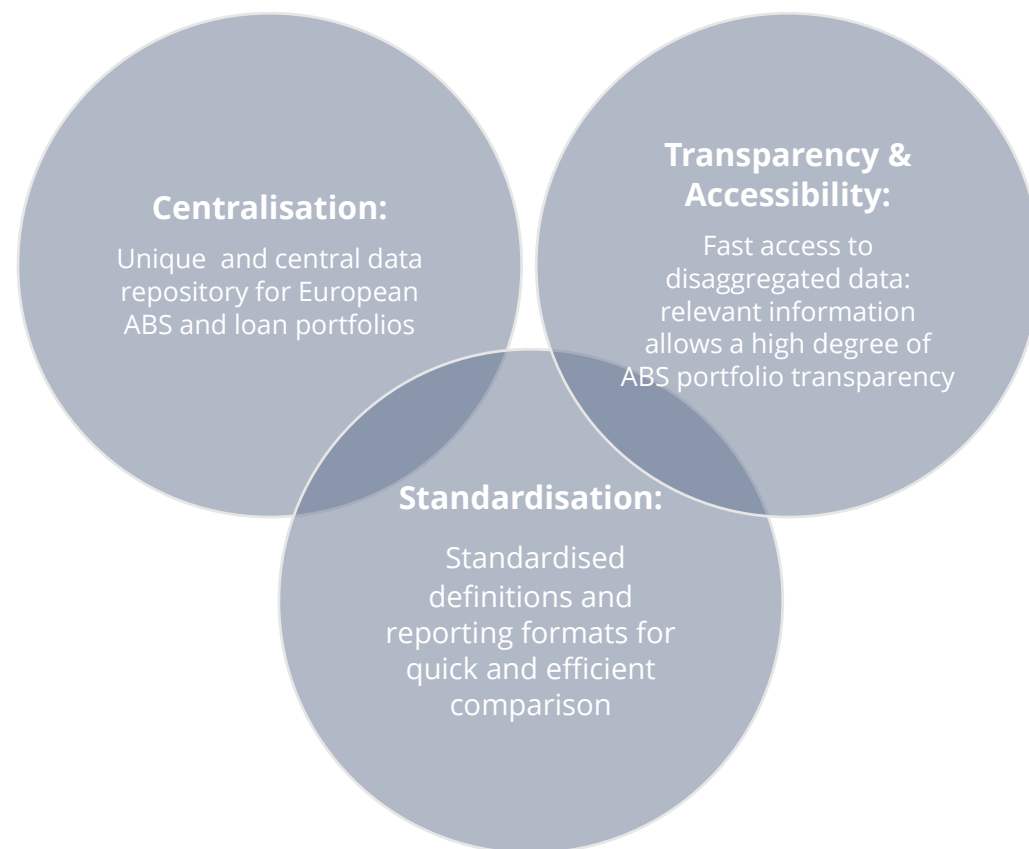 Centralisation:
Unique  and central data
repository for European
ABS and loan portfolios
Transparency &
Accessibility:
Fast access to
disaggregated data:
relevant information
allows a high degree of
ABS portfolio transparency
Standardisation:
Standardised
definitions and
reporting formats for
quick and efficient
comparison